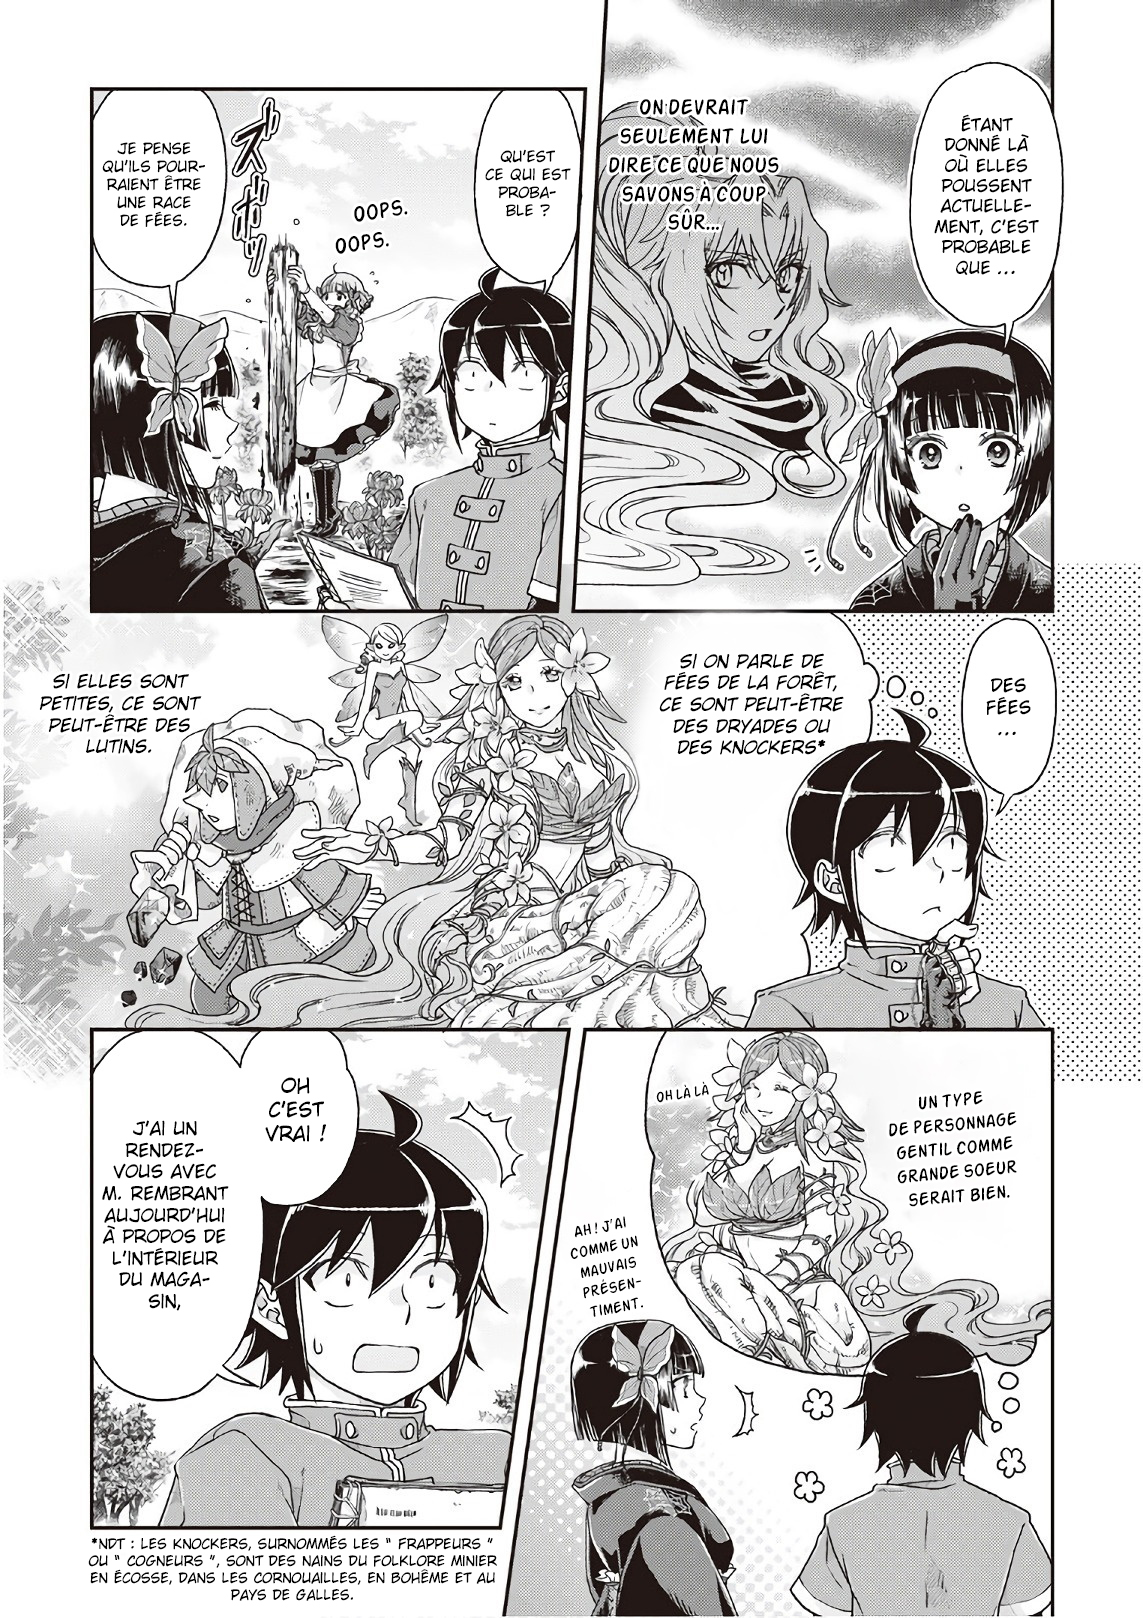 ÉTANT
DONNÉ LÀ
OÙ ELLES
POUSSENT
ACTUELLE-
MENT, C'EST
PROBABLE
QUE ...
ON DEVRAIT
SEULEMENT LUI
DIRE CE QUE NOUS
SAVONS À COUP
SÛR...
QU'EST
CE QUI EST
PROBA-
BLE ?
ズズ
ボッ
OOPS.
OOPS.
JE PENSE
QU'ILS POUR-
RAIENT ÊTRE
UNE RACE
DE FÉES.
DES
FÉES
...
SI ON PARLE DE
FÉES DE LA FORÊT,
CE SONT PEUT-ÊTRE
DES DRYADES OU
DES KNOCKERS*
SI ELLES SONT
PETITES, CE SONT
PEUT-ÊTRE DES
LUTINS.
UN TYPE
DE PERSONNAGE
GENTIL COMME
GRANDE SOEUR
SERAIT BIEN.
OH LÀ LÀ
AH ! J'AI
COMME UN
MAUVAIS
PRÉSEN-
TIMENT.
OH
C'EST
VRAI !
J'AI UN
RENDEZ-
VOUS AVEC
M. REMBRANT
AUJOURD'HUI
À PROPOS DE
L'INTÉRIEUR
DU MAGA-
SIN,
*NDT : LES KNOCKERS, SURNOMMÉS LES “ FRAPPEURS ”
OU “ COGNEURS ”, SONT DES NAINS DU FOLKLORE MINIER
EN ÉCOSSE, DANS LES CORNOUAILLES, EN BOHÊME ET AU
PAYS DE GALLES.